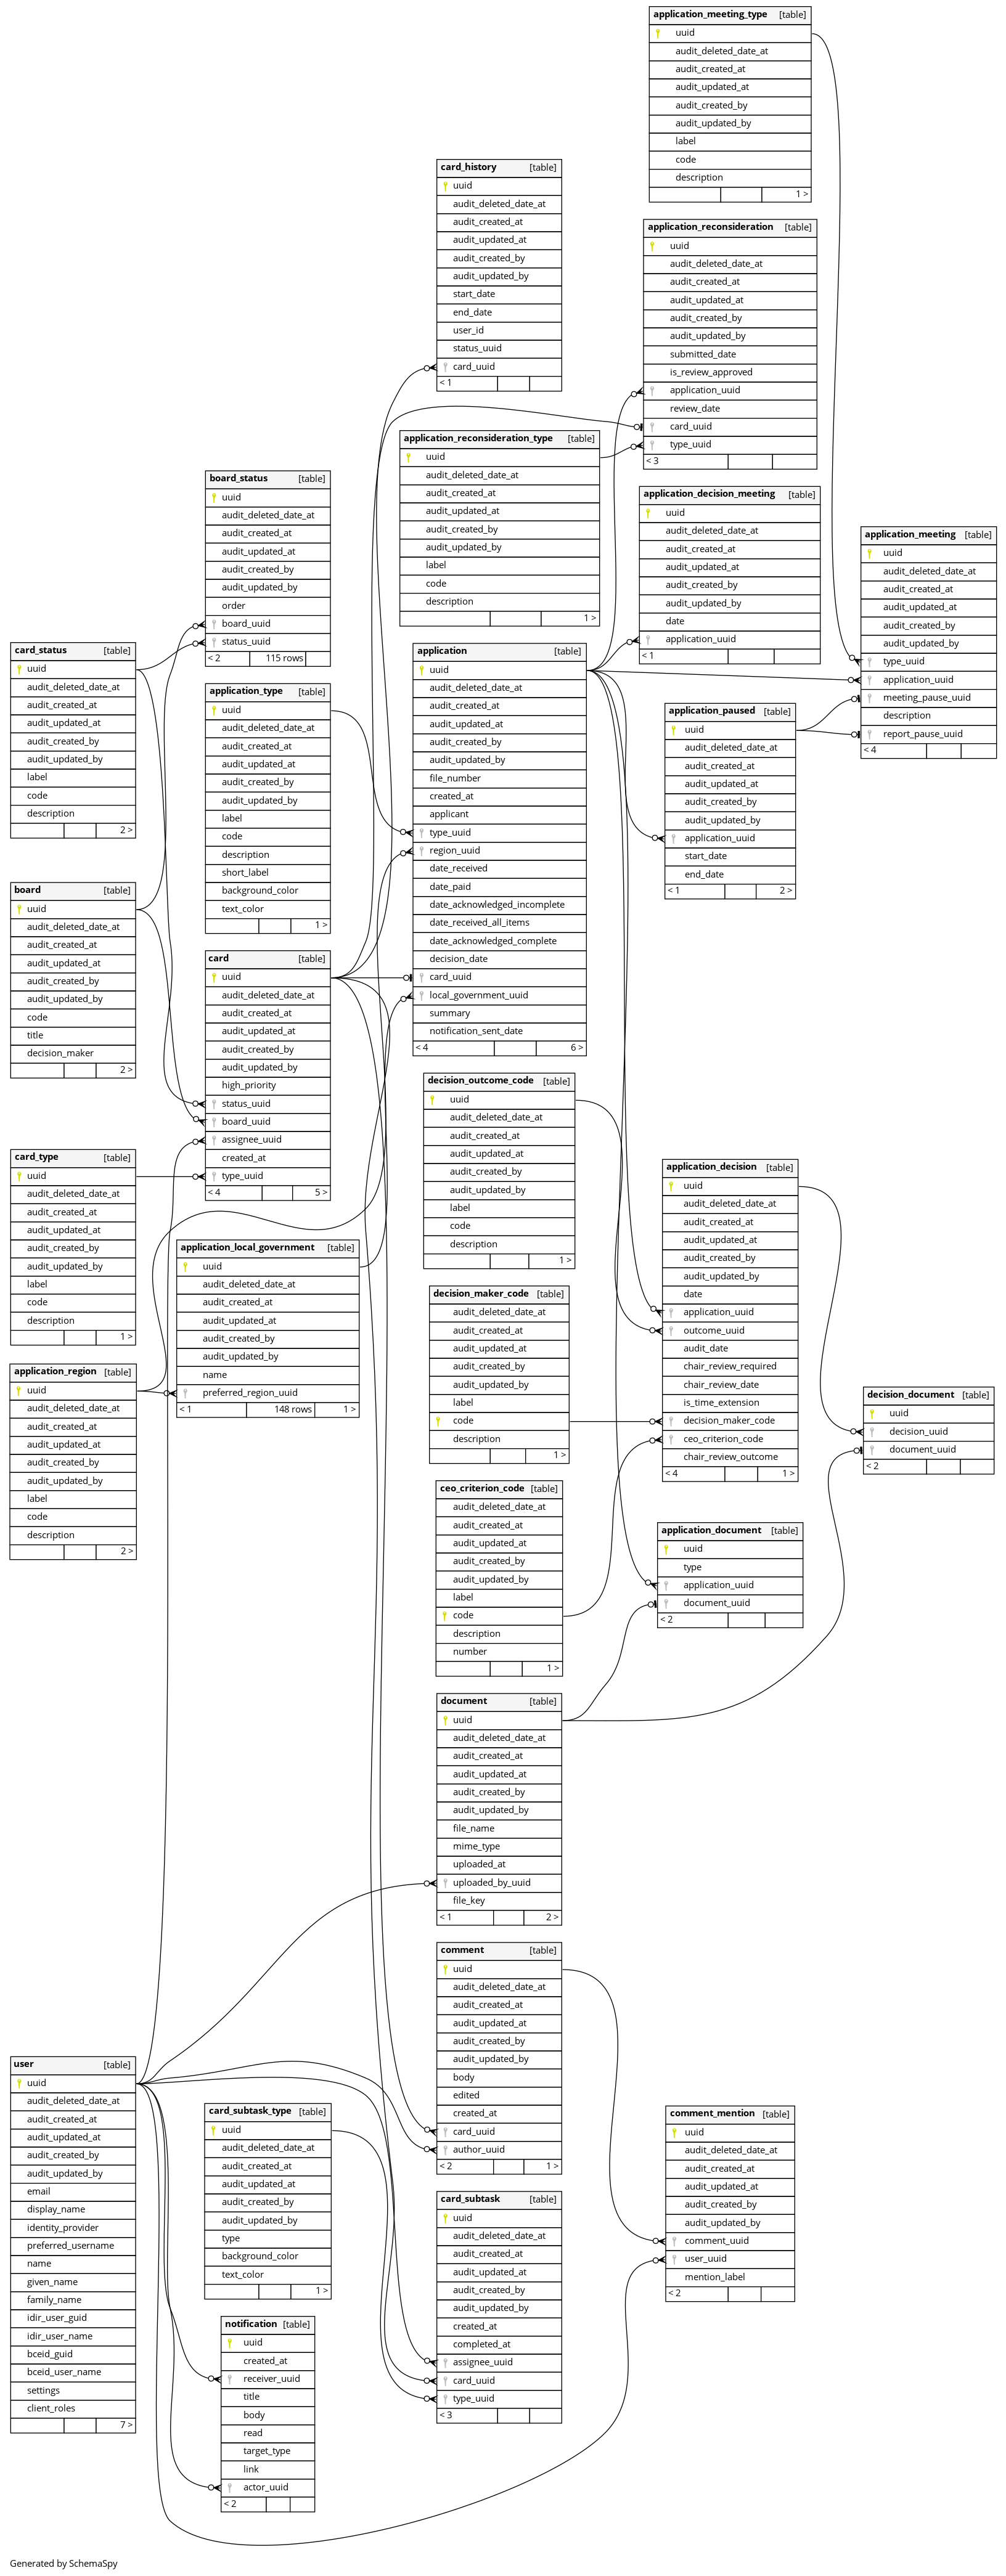 application_meeting_type [table]
uuid
audit_deleted_date_at
audit_created_at
audit_updated_at
audit_created_by
audit_updated_by
label
code
description
1 >
card_history [table]
uuid
audit_deleted_date_at
audit_created_at
audit_updated_at
audit_created_by
audit_updated_by
start_date
end_date
user_id
status_uuid
card_uuid
< 1
application_reconsideration [table]
uuid
audit_deleted_date_at
audit_created_at
audit_updated_at
audit_created_by
audit_updated_by
submitted_date
is_review_approved
application_uuid
review_date
card_uuid
type_uuid
< 3
application_reconsideration_type [table]
uuid
audit_deleted_date_at
audit_created_at
audit_updated_at
audit_created_by
audit_updated_by
label
code
description
1 >
board_status [table]
uuid
audit_deleted_date_at
audit_created_at
audit_updated_at
audit_created_by
audit_updated_by
order
board_uuid
status_uuid
< 2 115 rows
application_decision_meeting [table]
uuid
audit_deleted_date_at
audit_created_at
audit_updated_at
audit_created_by
audit_updated_by
date
application_uuid
< 1
application_meeting [table]
uuid
audit_deleted_date_at
audit_created_at
audit_updated_at
audit_created_by
audit_updated_by
type_uuid
application_uuid
meeting_pause_uuid
description
report_pause_uuid
< 4
card_status [table]
uuid
audit_deleted_date_at
audit_created_at
audit_updated_at
audit_created_by
audit_updated_by
label
code
description
2 >
application_type [table]
uuid
audit_deleted_date_at
audit_created_at
audit_updated_at
audit_created_by
audit_updated_by
label
code
description
short_label
background_color
text_color
1 >
application [table]
uuid
audit_deleted_date_at
audit_created_at
audit_updated_at
audit_created_by
audit_updated_by
file_number
created_at
applicant
type_uuid
region_uuid
date_received
date_paid
date_acknowledged_incomplete
date_received_all_items
date_acknowledged_complete
decision_date
card_uuid
local_government_uuid
summary
notification_sent_date
< 4 6 >
application_paused [table]
uuid
audit_deleted_date_at
audit_created_at
audit_updated_at
audit_created_by
audit_updated_by
application_uuid
start_date
end_date
< 1 2 >
board [table]
uuid
audit_deleted_date_at
audit_created_at
audit_updated_at
audit_created_by
audit_updated_by
code
title
decision_maker
2 >
card [table]
uuid
audit_deleted_date_at
audit_created_at
audit_updated_at
audit_created_by
audit_updated_by
high_priority
status_uuid
board_uuid
assignee_uuid
created_at
type_uuid
< 4 5 >
decision_outcome_code [table]
uuid
audit_deleted_date_at
audit_created_at
audit_updated_at
audit_created_by
audit_updated_by
label
code
description
1 >
card_type [table]
uuid
audit_deleted_date_at
audit_created_at
audit_updated_at
audit_created_by
audit_updated_by
label
code
description
1 >
application_local_government [table]
uuid
audit_deleted_date_at
audit_created_at
audit_updated_at
audit_created_by
audit_updated_by
name
preferred_region_uuid
< 1 148 rows 1 >
application_decision [table]
uuid
audit_deleted_date_at
audit_created_at
audit_updated_at
audit_created_by
audit_updated_by
date
application_uuid
outcome_uuid
audit_date
chair_review_required
chair_review_date
is_time_extension
decision_maker_code
ceo_criterion_code
chair_review_outcome
< 4 1 >
decision_maker_code [table]
audit_deleted_date_at
audit_created_at
audit_updated_at
audit_created_by
audit_updated_by
label
code
description
1 >
application_region [table]
uuid
audit_deleted_date_at
audit_created_at
audit_updated_at
audit_created_by
audit_updated_by
label
code
description
2 >
decision_document [table]
uuid
decision_uuid
document_uuid
< 2
ceo_criterion_code [table]
audit_deleted_date_at
audit_created_at
audit_updated_at
audit_created_by
audit_updated_by
label
code
description
number
1 >
application_document [table]
uuid
type
application_uuid
document_uuid
< 2
document [table]
uuid
audit_deleted_date_at
audit_created_at
audit_updated_at
audit_created_by
audit_updated_by
file_name
mime_type
uploaded_at
uploaded_by_uuid
file_key
< 1 2 >
comment [table]
uuid
audit_deleted_date_at
audit_created_at
audit_updated_at
audit_created_by
audit_updated_by
body
edited
created_at
card_uuid
author_uuid
< 2 1 >
user [table]
uuid
audit_deleted_date_at
audit_created_at
audit_updated_at
audit_created_by
audit_updated_by
email
display_name
identity_provider
preferred_username
name
given_name
family_name
idir_user_guid
idir_user_name
bceid_guid
bceid_user_name
settings
client_roles
7 >
card_subtask_type [table]
uuid
audit_deleted_date_at
audit_created_at
audit_updated_at
audit_created_by
audit_updated_by
type
background_color
text_color
1 >
comment_mention [table]
uuid
audit_deleted_date_at
audit_created_at
audit_updated_at
audit_created_by
audit_updated_by
comment_uuid
user_uuid
mention_label
< 2
card_subtask [table]
uuid
audit_deleted_date_at
audit_created_at
audit_updated_at
audit_created_by
audit_updated_by
created_at
completed_at
assignee_uuid
card_uuid
type_uuid
< 3
notification [table]
uuid
created_at
receiver_uuid
title
body
read
target_type
link
actor_uuid
< 2
Generated by SchemaSpy